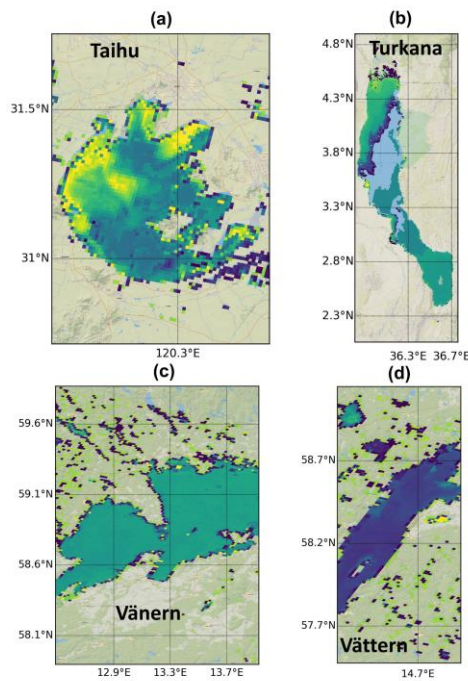 (a)
Taihu
31.5°N
31°N
120.3°E
(b)
Turkana
4.8°N
4.3°N
3.8°N
3.3°N
2.8°N
2.3°N
36.3°E 36.7°E
(c)
59.6°N
59.1°N
58.6°N
58.1°N
Vänern
12.9°E 13.3°E 13.7°E
(d)
58.7°N
58.2°N
57.7°N
Vättern
14.7°E